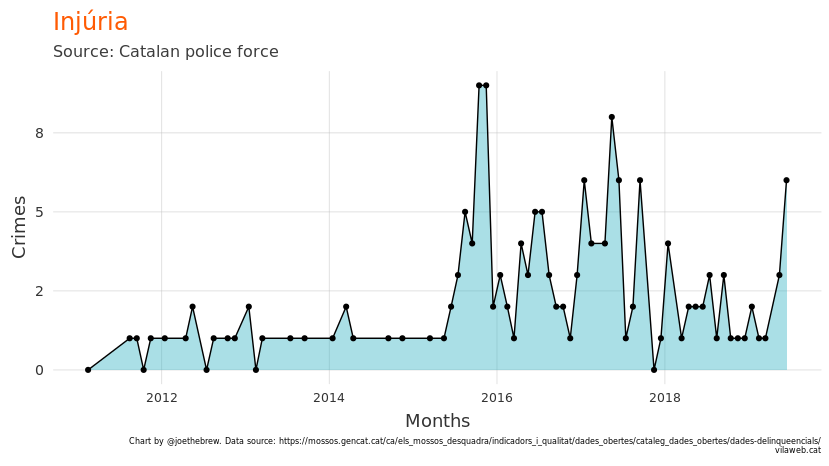 Injúria
Source: Catalan police force
8
5
2
0
Crimes
2012 2014 2016 2018
Months
Chart by @joethebrew. Data source: https://mossos.gencat.cat/ca/els_mossos_desquadra/indicadors_i_qualitat/dades_obertes/cataleg_dades_obertes/dades-delinqueencials/
vilaweb.cat